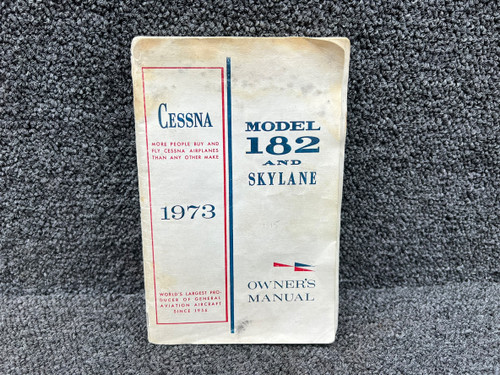 CESSNA
MORE PEOPLE BUY AND
FLY CESSNA AIRPLANES
THAN ANY OTHER MAKE
1973
WORLD'S LARGEST PRO-
DUCER OF GENERAL
AVIATION AIRCRAFT
SINCE 1956
MODEL
182
AND
SKYLANE
OWNER'S
MANUAL